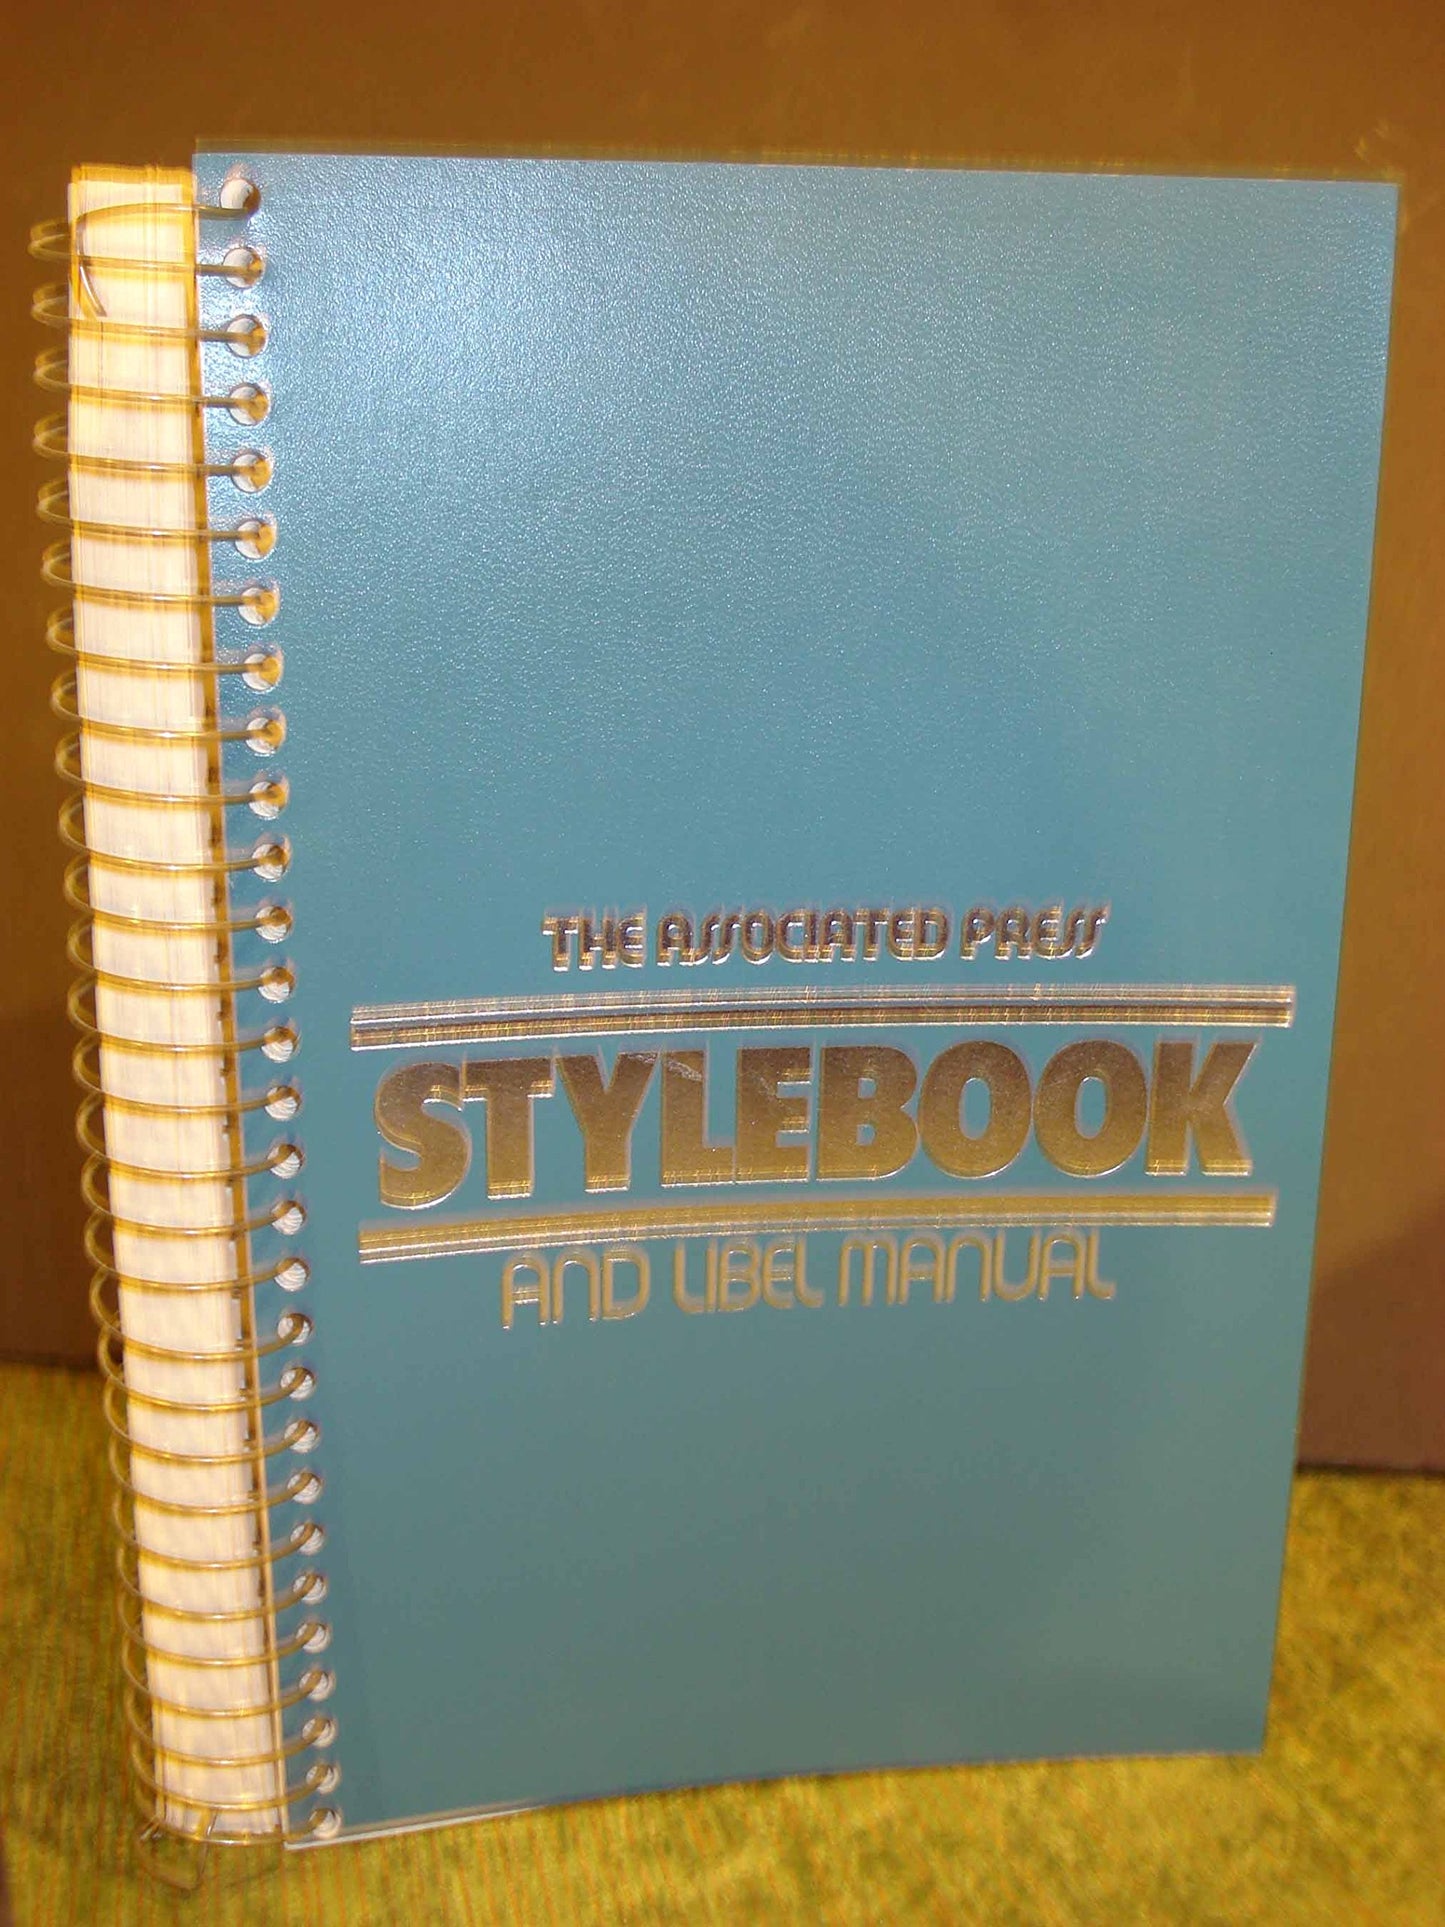 THE ASSOCIATED PRESS
STYLEBOOK
AND LIBEL MANUAL